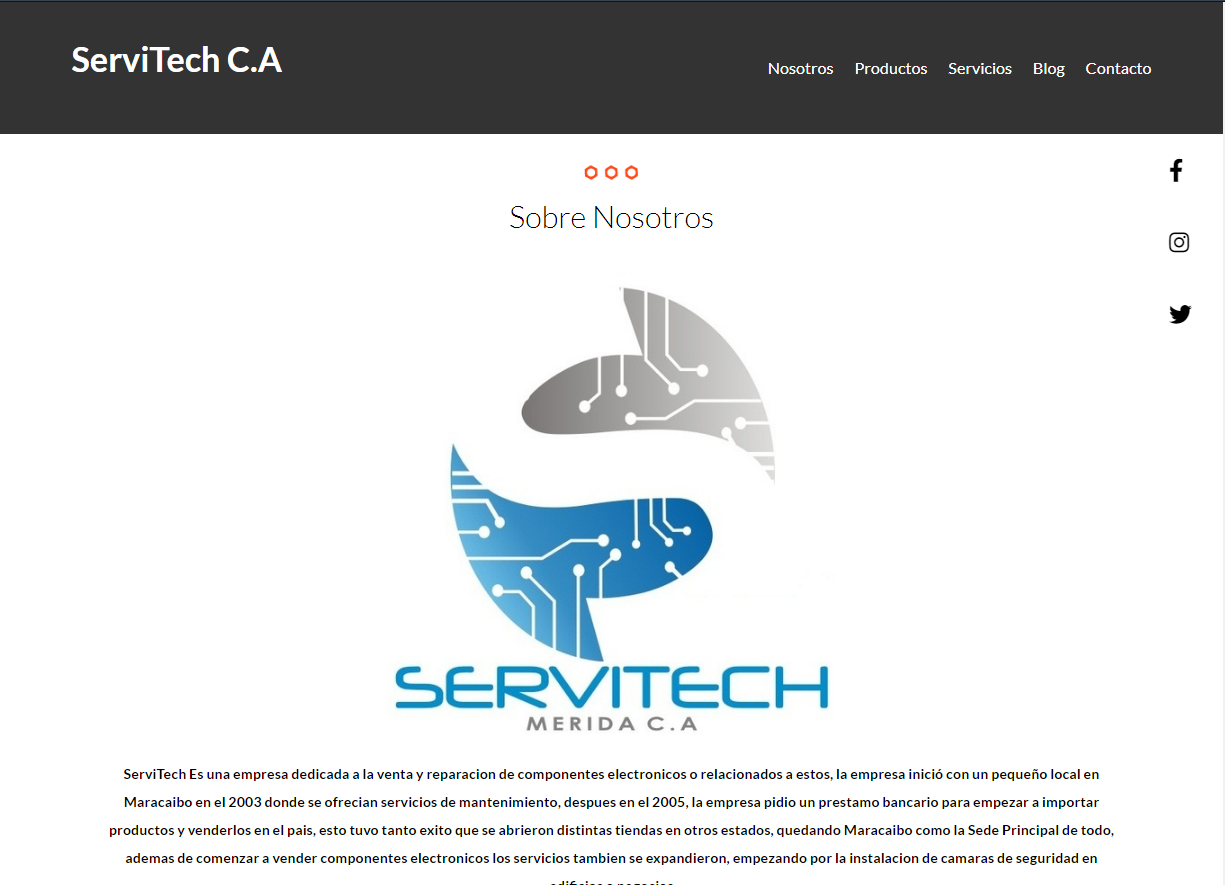 ServiTech C.A
Nosotros Productos Servicios Blog Contacto
Sobre Nosotros
SERVITECH
MERIDA C.A
ServiTech Es una empresa dedicada a la venta y reparacion de componentes electronicos o relacionados a estos, la empresa inició con un pequeño local en
Maracaibo en el 2003 donde se ofrecian servicios de mantenimiento, despues en el 2005, la empresa pidio un prestamo bancario para empezar a importar
productos y venderlos en el pais, esto tuvo tanto exito que se abrieron distintas tiendas en otros estados, quedando Maracaibo como la Sede Principal de todo,
ademas de comenzar a vender componentes electronicos los servicios tambien se expandieron, empezando por la instalacion de camaras de seguridad en